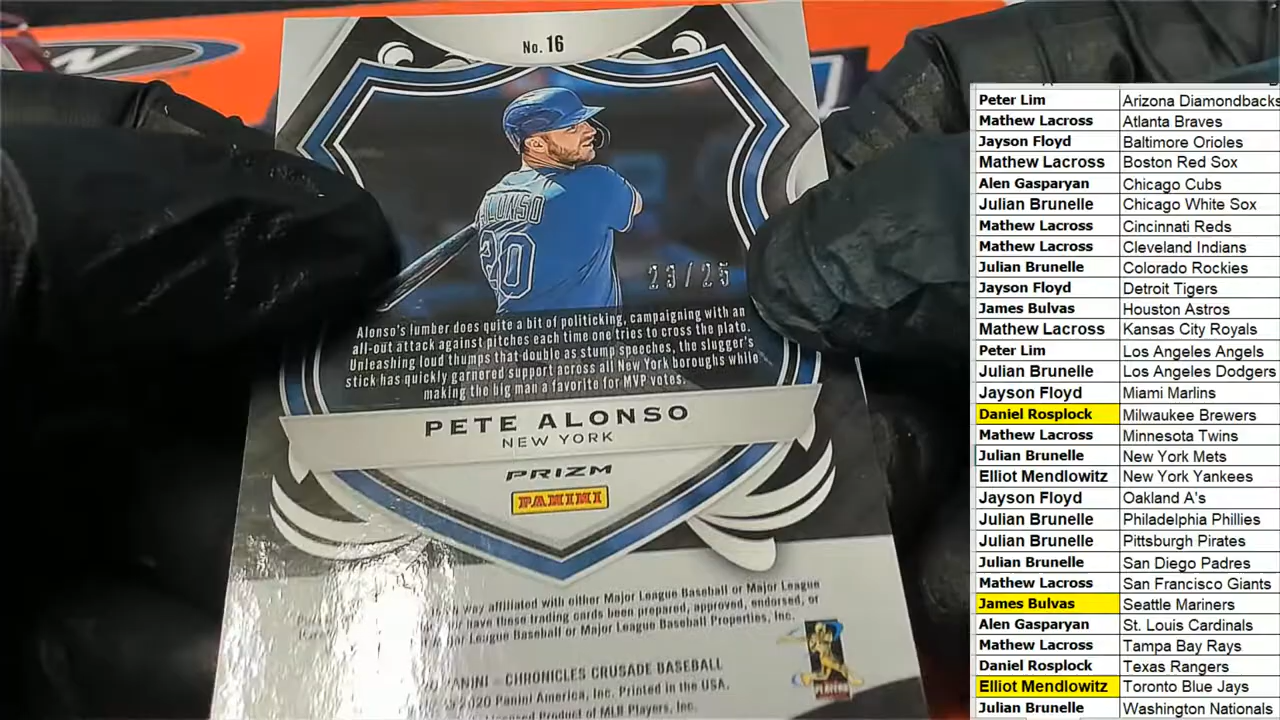 No. 16
ALONSO
20
23/25
Alonso's lumber does quite a bit of politicking, campaigning with an
all-out attack against pitches each time one tries to cross the plate.
Unleashing loud thumps that double as stump speeches, the slugger's
stick has quickly garnered support across all New York boroughs while
making the big man a favorite for MVP votes.
PETE ALONSO
NEW YORK
PRIZM
PANINI
was affiliated with either Major League Baseball or Major League
have these trading cards been prepared, approved, endorsed, or
League Baseball or Major League Baseball Properties, Inc.
PANINI - CHRONICLES CRUSADE BASEBALL
2020 Panini America, Inc. Printed in the USA.
Licensed Product of MLB Players, Inc.
PLAYERS
Peter Lim Arizona Diamondbacks
Mathew Lacross Atlanta Braves
Jayson Floyd Baltimore Orioles
Mathew Lacross Boston Red Sox
Alen Gasparyan Chicago Cubs
Julian Brunelle Chicago White Sox
Mathew Lacross Cincinnati Reds
Mathew Lacross Cleveland Indians
Julian Brunelle Colorado Rockies
Jayson Floyd Detroit Tigers
James Bulvas Houston Astros
Mathew Lacross Kansas City Royals
Peter Lim Los Angeles Angels
Julian Brunelle Los Angeles Dodgers
Jayson Floyd Miami Marlins
Daniel Rosplock Milwaukee Brewers
Mathew Lacross Minnesota Twins
Julian Brunelle New York Mets
Elliot Mendlowitz New York Yankees
Jayson Floyd Oakland A's
Julian Brunelle Philadelphia Phillies
Julian Brunelle Pittsburgh Pirates
Julian Brunelle San Diego Padres
Mathew Lacross San Francisco Giants
James Bulvas Seattle Mariners
Alen Gasparyan St. Louis Cardinals
Mathew Lacross Tampa Bay Rays
Daniel Rosplock Texas Rangers
Elliot Mendlowitz Toronto Blue Jays
Julian Brunelle Washington Nationals